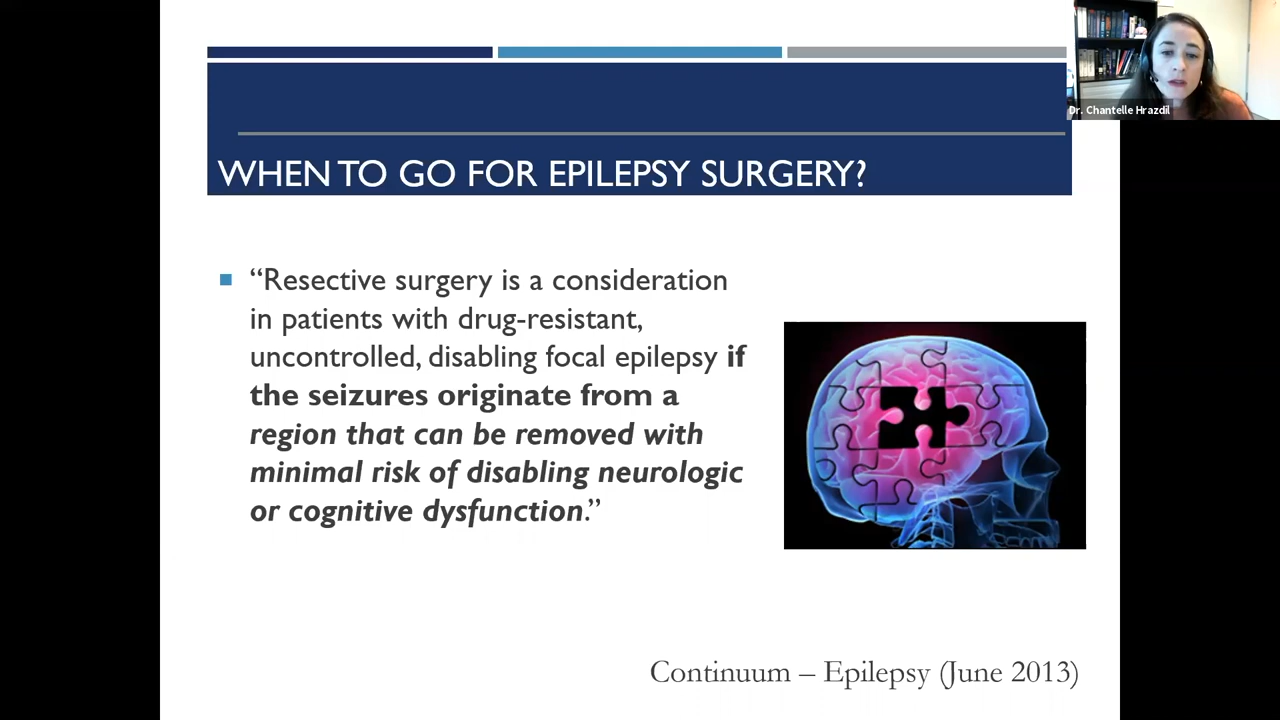 Dr. Chantelle Hrazdil
WHEN TO GO FOR EPILEPSY SURGERY?
“Resective surgery is a consideration
in patients with drug-resistant,
uncontrolled, disabling focal epilepsy if
the seizures originate from a
region that can be removed with
minimal risk of disabling neurologic
or cognitive dysfunction.”
Continuum – Epilepsy (June 2013)